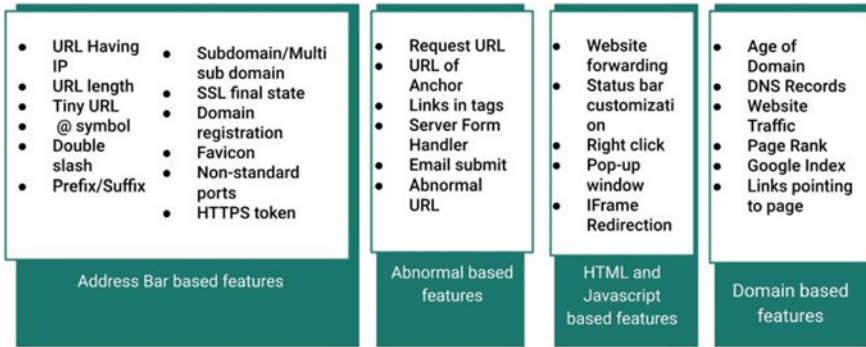 ● URL Having
IP
● URL length
● Tiny URL
● @ symbol
● Double
slash
● Prefix/Suffix
● Subdomain/Multi
sub domain
● SSL final state
● Domain
registration
● Favicon
● Non-standard
ports
● HTTPS token
Address Bar based features
● Request URL
● URL of
Anchor
● Links in tags
● Server Form
Handler
● Email submit
● Abnormal
URL
Abnormal based
features
● Website
forwarding
● Status bar
customizati
on
● Right click
● Pop-up
window
● IFrame
Redirection
HTML and
Javascript
based features
● Age of
Domain
● DNS Records
● Website
Traffic
● Page Rank
● Google Index
● Links pointing
to page
Domain based
features